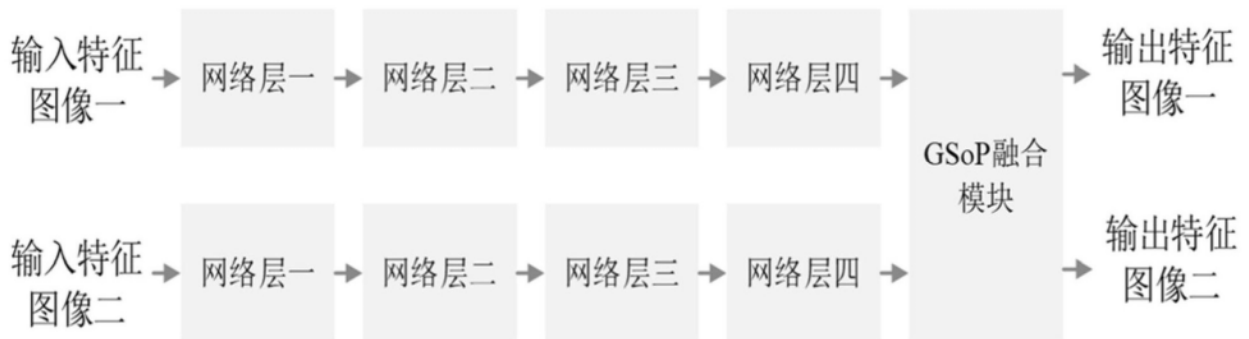 输入特征
图像一
网络层一
网络层二
网络层三
网络层四
输出特征
图像一
GSoP融合
模块
输入特征
图像二
网络层一
网络层二
网络层三
网络层四
输出特征
图像二